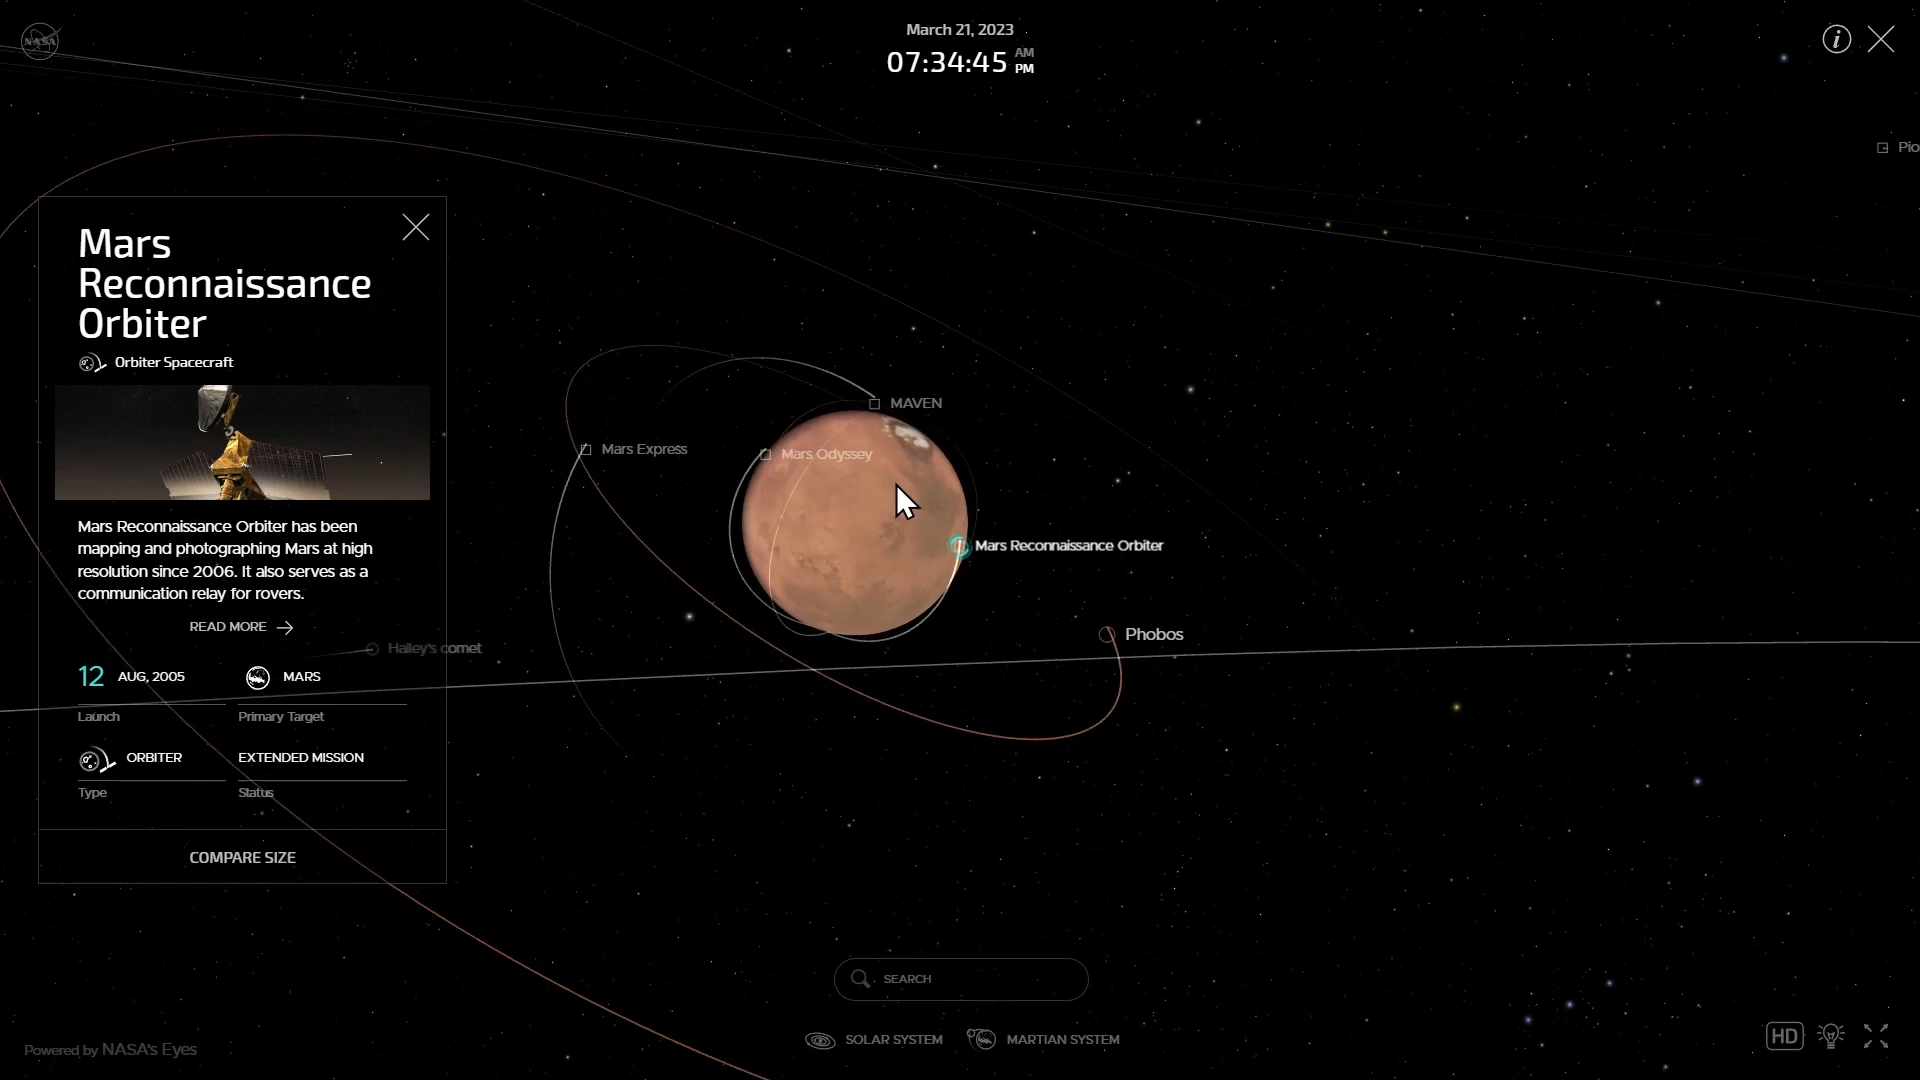 NASA
March 21, 2023
07:34:45 AM
PM
Mars
Reconnaissance
Orbiter
Orbiter Spacecraft
Mars Reconnaissance Orbiter has been
mapping and photographing Mars at high
resolution since 2006. It also serves as a
communication relay for rovers.
READ MORE
12 AUG, 2005
Launch
MARS
Primary Target
ORBITER
Type
EXTENDED MISSION
Status
COMPARE SIZE
Halley's comet
MAVEN
Mars Express
Mars Odyssey
Mars Reconnaissance Orbiter
Phobos
Pio
SEARCH
SOLAR SYSTEM
MARTIAN SYSTEM
Powered by NASA's Eyes
HD